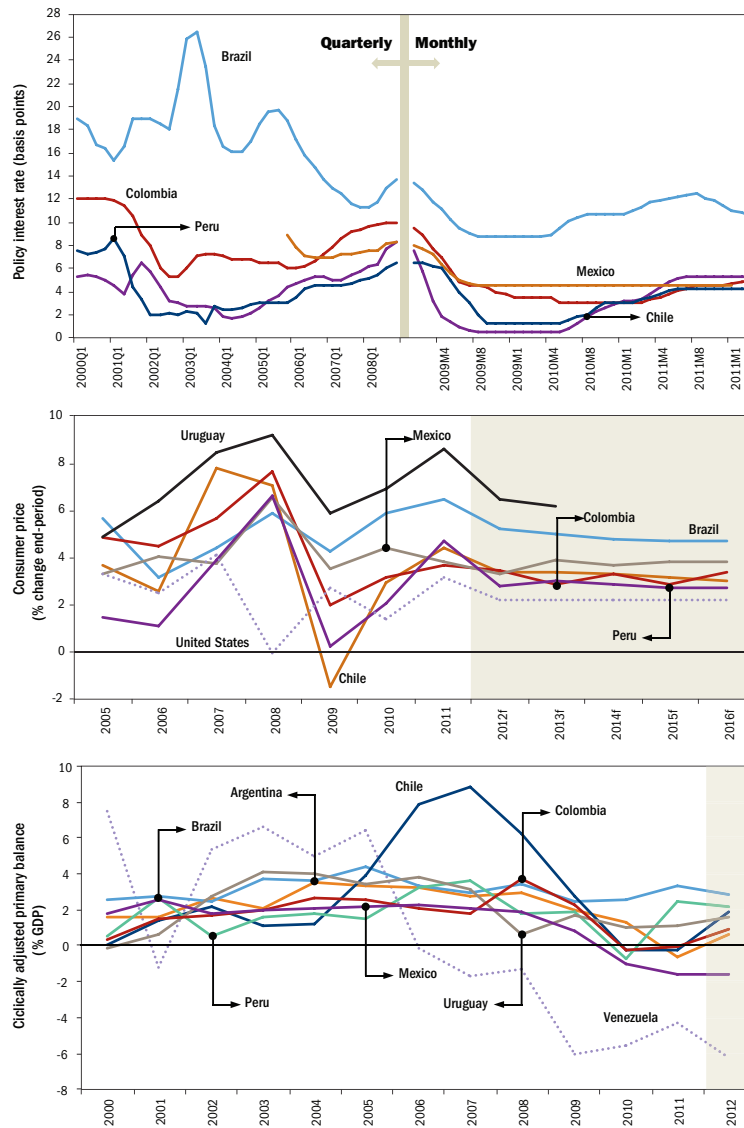 28
26
24
22
20
18
16
14
12
10
8
6
4
2
0
Policy interest rate (basis points)
Quarterly
Monthly
Brazil
Colombia
Peru
Mexico
Chile
2000Q1
2001Q1
2002Q1
2003Q1
2004Q1
2005Q1
2006Q1
2007Q1
2008Q1
2009M4
2009M8
2009M1
2010M4
2010M8
2010M1
2011M4
2011M8
2011M1
10
8
6
4
2
0
-2
Consumer price
(% change end-period)
Uruguay
Mexico
Colombia
Brazil
United States
Peru
Chile
2005
2006
2007
2008
2009
2010
2011
2012f
2013f
2014f
2015f
2016f
10
8
6
4
2
0
-2
-4
-6
-8
Ciclically adjusted primary balance
(% GDP)
Argentina
Chile
Colombia
Brazil
Mexico
Peru
Uruguay
Venezuela
2000
2001
2002
2003
2004
2005
2006
2007
2008
2009
2010
2011
2012